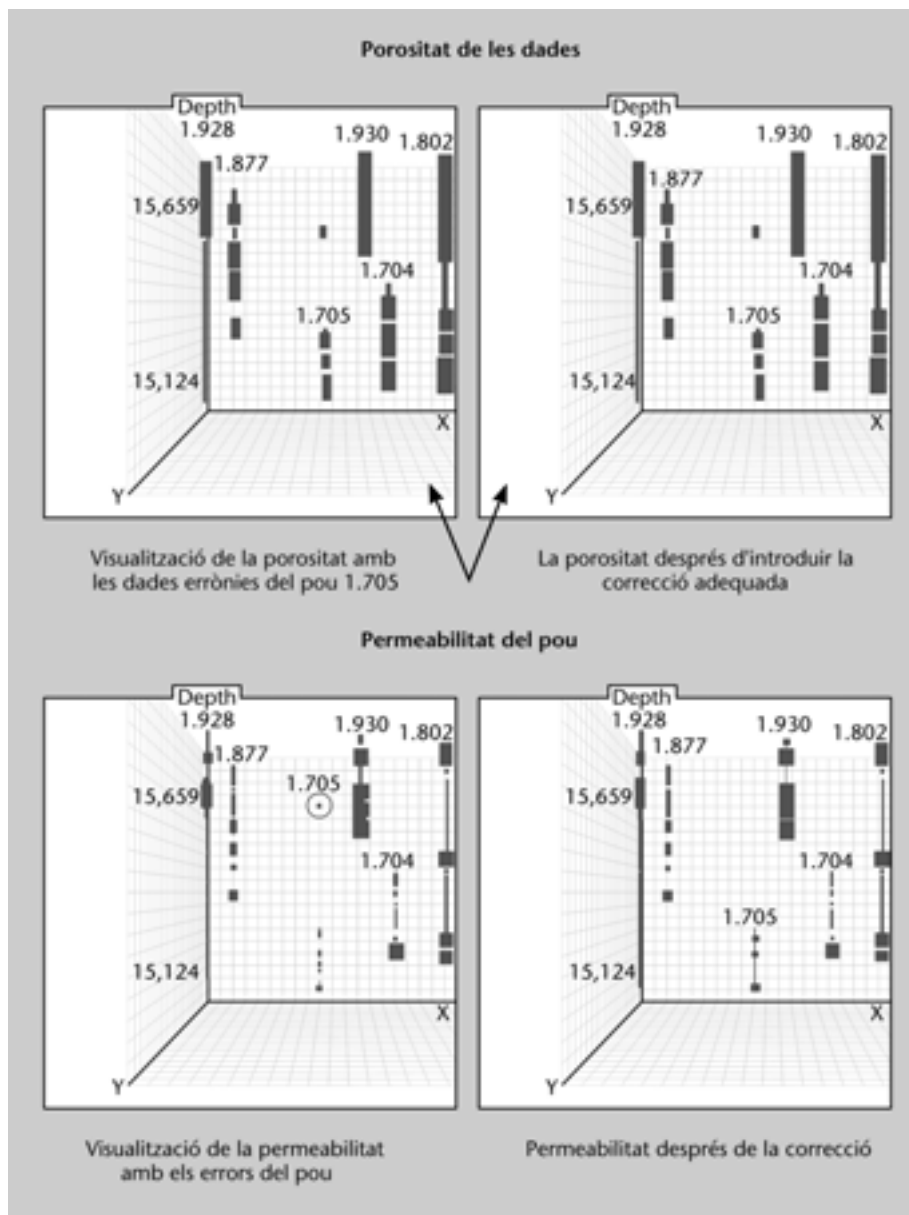 Porositat de les dades
Depth
1.928
1.930
1.802
1.877
15,659
1.704
1.705
15,124
X
Y
Depth
1.928
1.930
1.802
1.877
15,659
1.704
1.705
15,124
X
Y
Visualització de la porositat amb
les dades errònies del pou 1.705
La porositat després d'introduir la
correcció adequada
Permeabilitat del pou
Depth
1.928
1.930
1.802
1.877
1.705
15,659
1.704
15,124
X
Y
Depth
1.928
1.930
1.802
1.877
15,659
1.704
1.705
15,124
X
Y
Visualització de la permeabilitat
amb els errors del pou
Permeabilitat després de la correcció